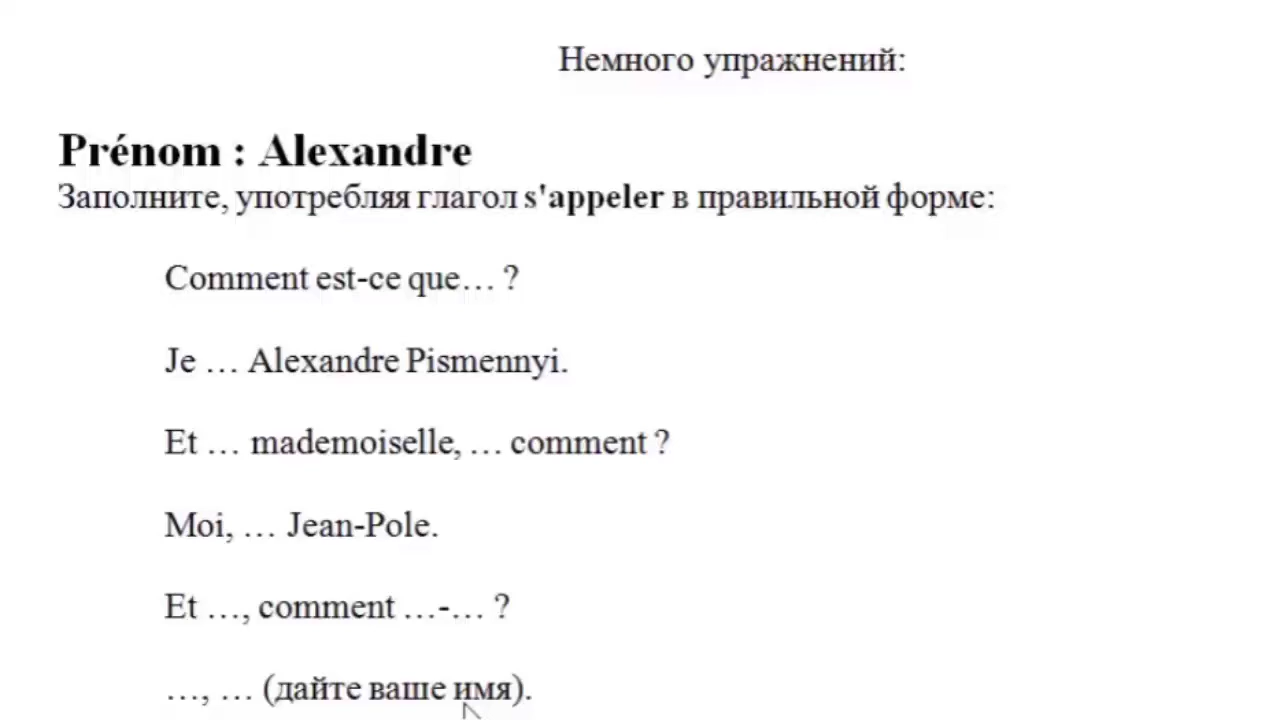 Немного упражнений:
Prénom : Alexandre
Заполните, употребляя глагол s'appeler в правильной форме:
Comment est-ce que… ?
Je … Alexandre Pismennyi.
Et … mademoiselle, … comment ?
Moi, … Jean-Pole.
Et …, comment …-… ?
…, … (дайте ваше имя).